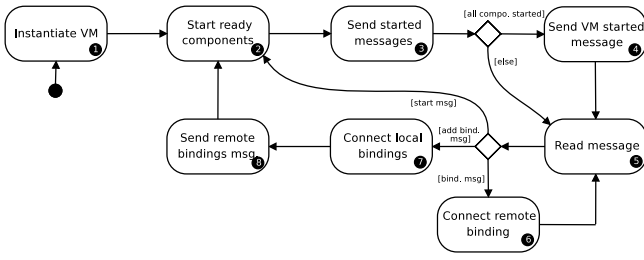 Instantiate VM
1
Start ready
components
2
Send started
messages
3
[all compo. started]
[else]
Send VM started
message
4
[start msg]
Send remote
bindings msg
8
Connect local
bindings
7
[add bind.
msg]
[bind. msg]
Read message
5
Connect remote
binding
6